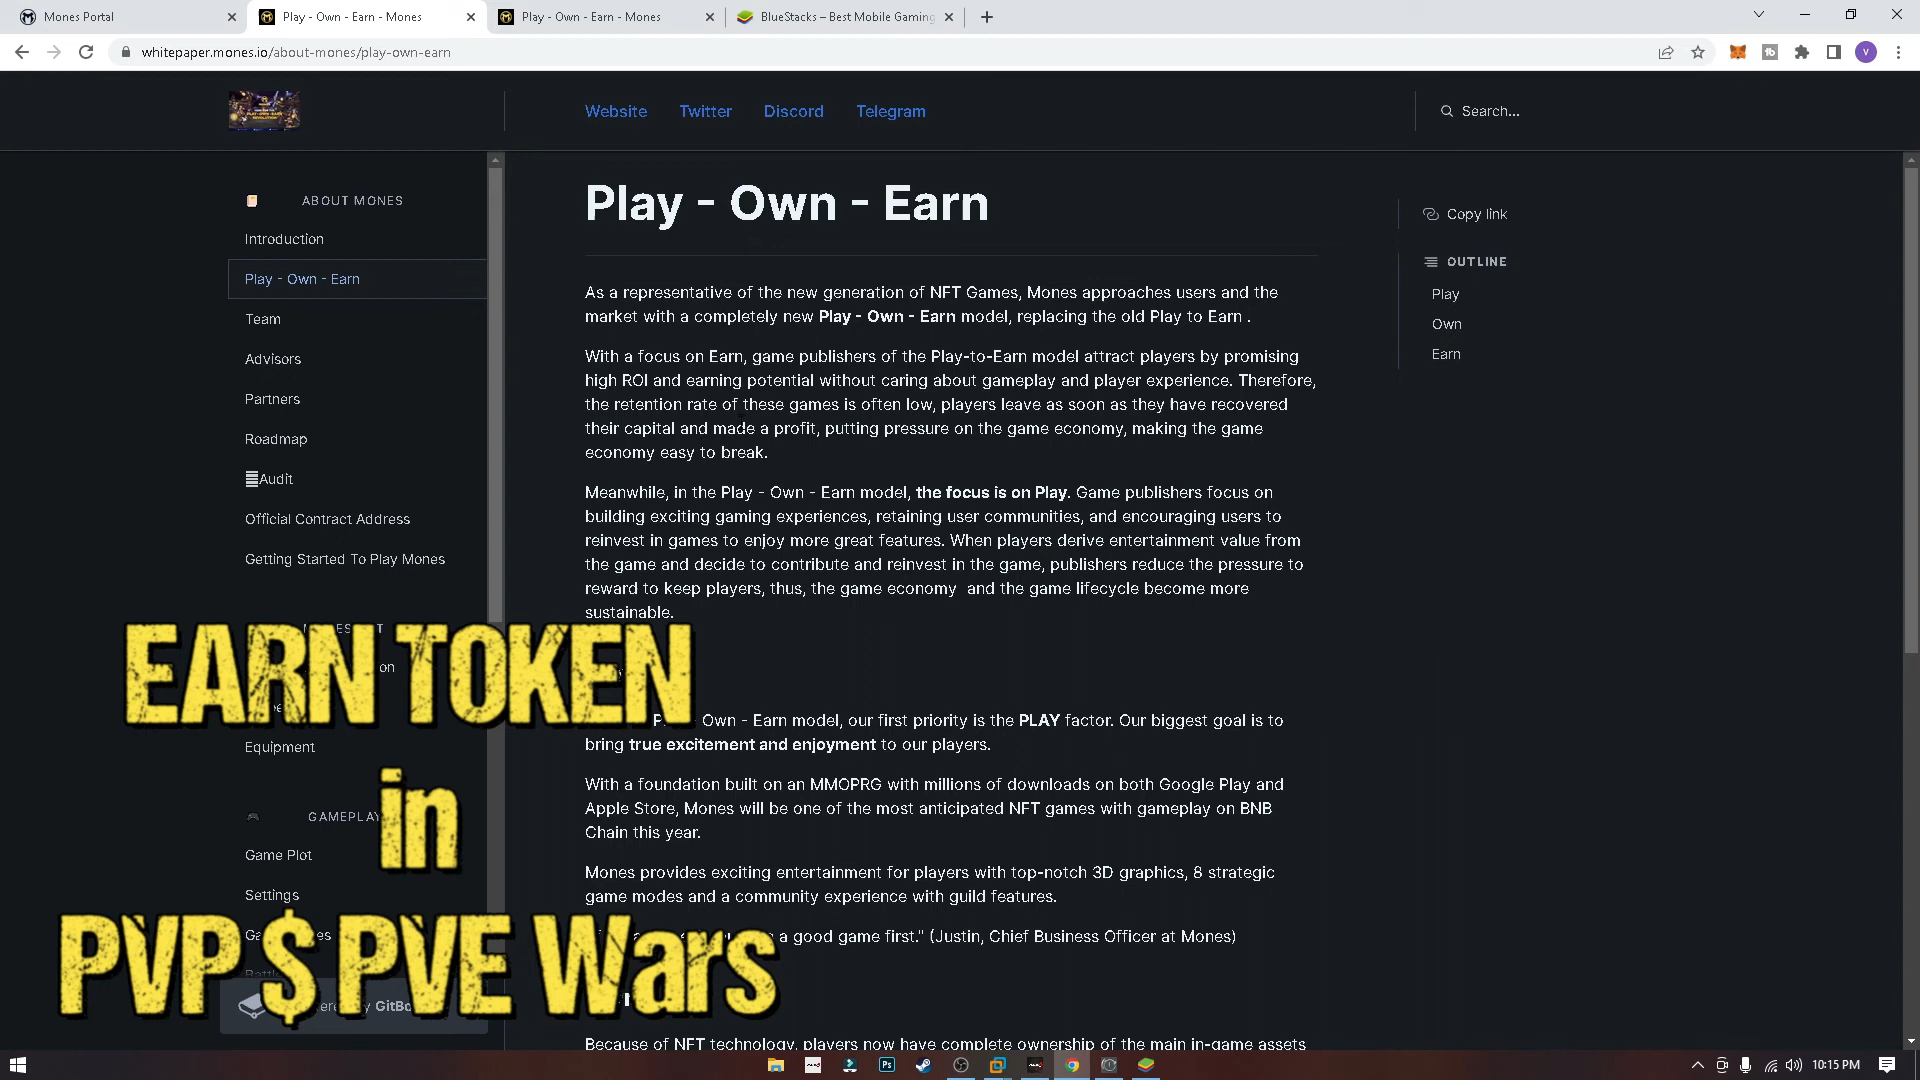 Mones Portal
Play - Own - Earn - Mones
Play - Own - Earn - Mones
BlueStacks – Best Mobile Gaming
whitepaper.mones.io/about-mones/play-own-earn
V
Website Twitter Discord Telegram
Search...
ABOUT MONES
Introduction
Play - Own - Earn
Team
Advisors
Partners
Roadmap
Audit
Official Contract Address
Getting Started To Play Mones
Equipment
GAMEPLAY
Game Plot
Settings
Play - Own - Earn
As a representative of the new generation of NFT Games, Mones approaches users and the
market with a completely new Play - Own - Earn model, replacing the old Play to Earn .
With a focus on Earn, game publishers of the Play-to-Earn model attract players by promising
high ROI and earning potential without caring about gameplay and player experience. Therefore,
the retention rate of these games is often low, players leave as soon as they have recovered
their capital and made a profit, putting pressure on the game economy, making the game
economy easy to break.
Meanwhile, in the Play - Own - Earn model, the focus is on Play. Game publishers focus on
building exciting gaming experiences, retaining user communities, and encouraging users to
reinvest in games to enjoy more great features. When players derive entertainment value from
the game and decide to contribute and reinvest in the game, publishers reduce the pressure to
reward to keep players, thus, the game economy and the game lifecycle become more
sustainable.
Own - Earn model, our first priority is the PLAY factor. Our biggest goal is to
bring true excitement and enjoyment to our players.
With a foundation built on an MMOPRG with millions of downloads on both Google Play and
Apple Store, Mones will be one of the most anticipated NFT games with gameplay on BNB
Chain this year.
Mones provides exciting entertainment for players with top-notch 3D graphics, 8 strategic
game modes and a community experience with guild features.
a good game first." (Justin, Chief Business Officer at Mones)
Because of NFT technology, players now have complete ownership of the main in-game assets
Copy link
OUTLINE
Play
Own
Earn
EARN TOKEN
in
PVP $ PVE Wars
10:15 PM